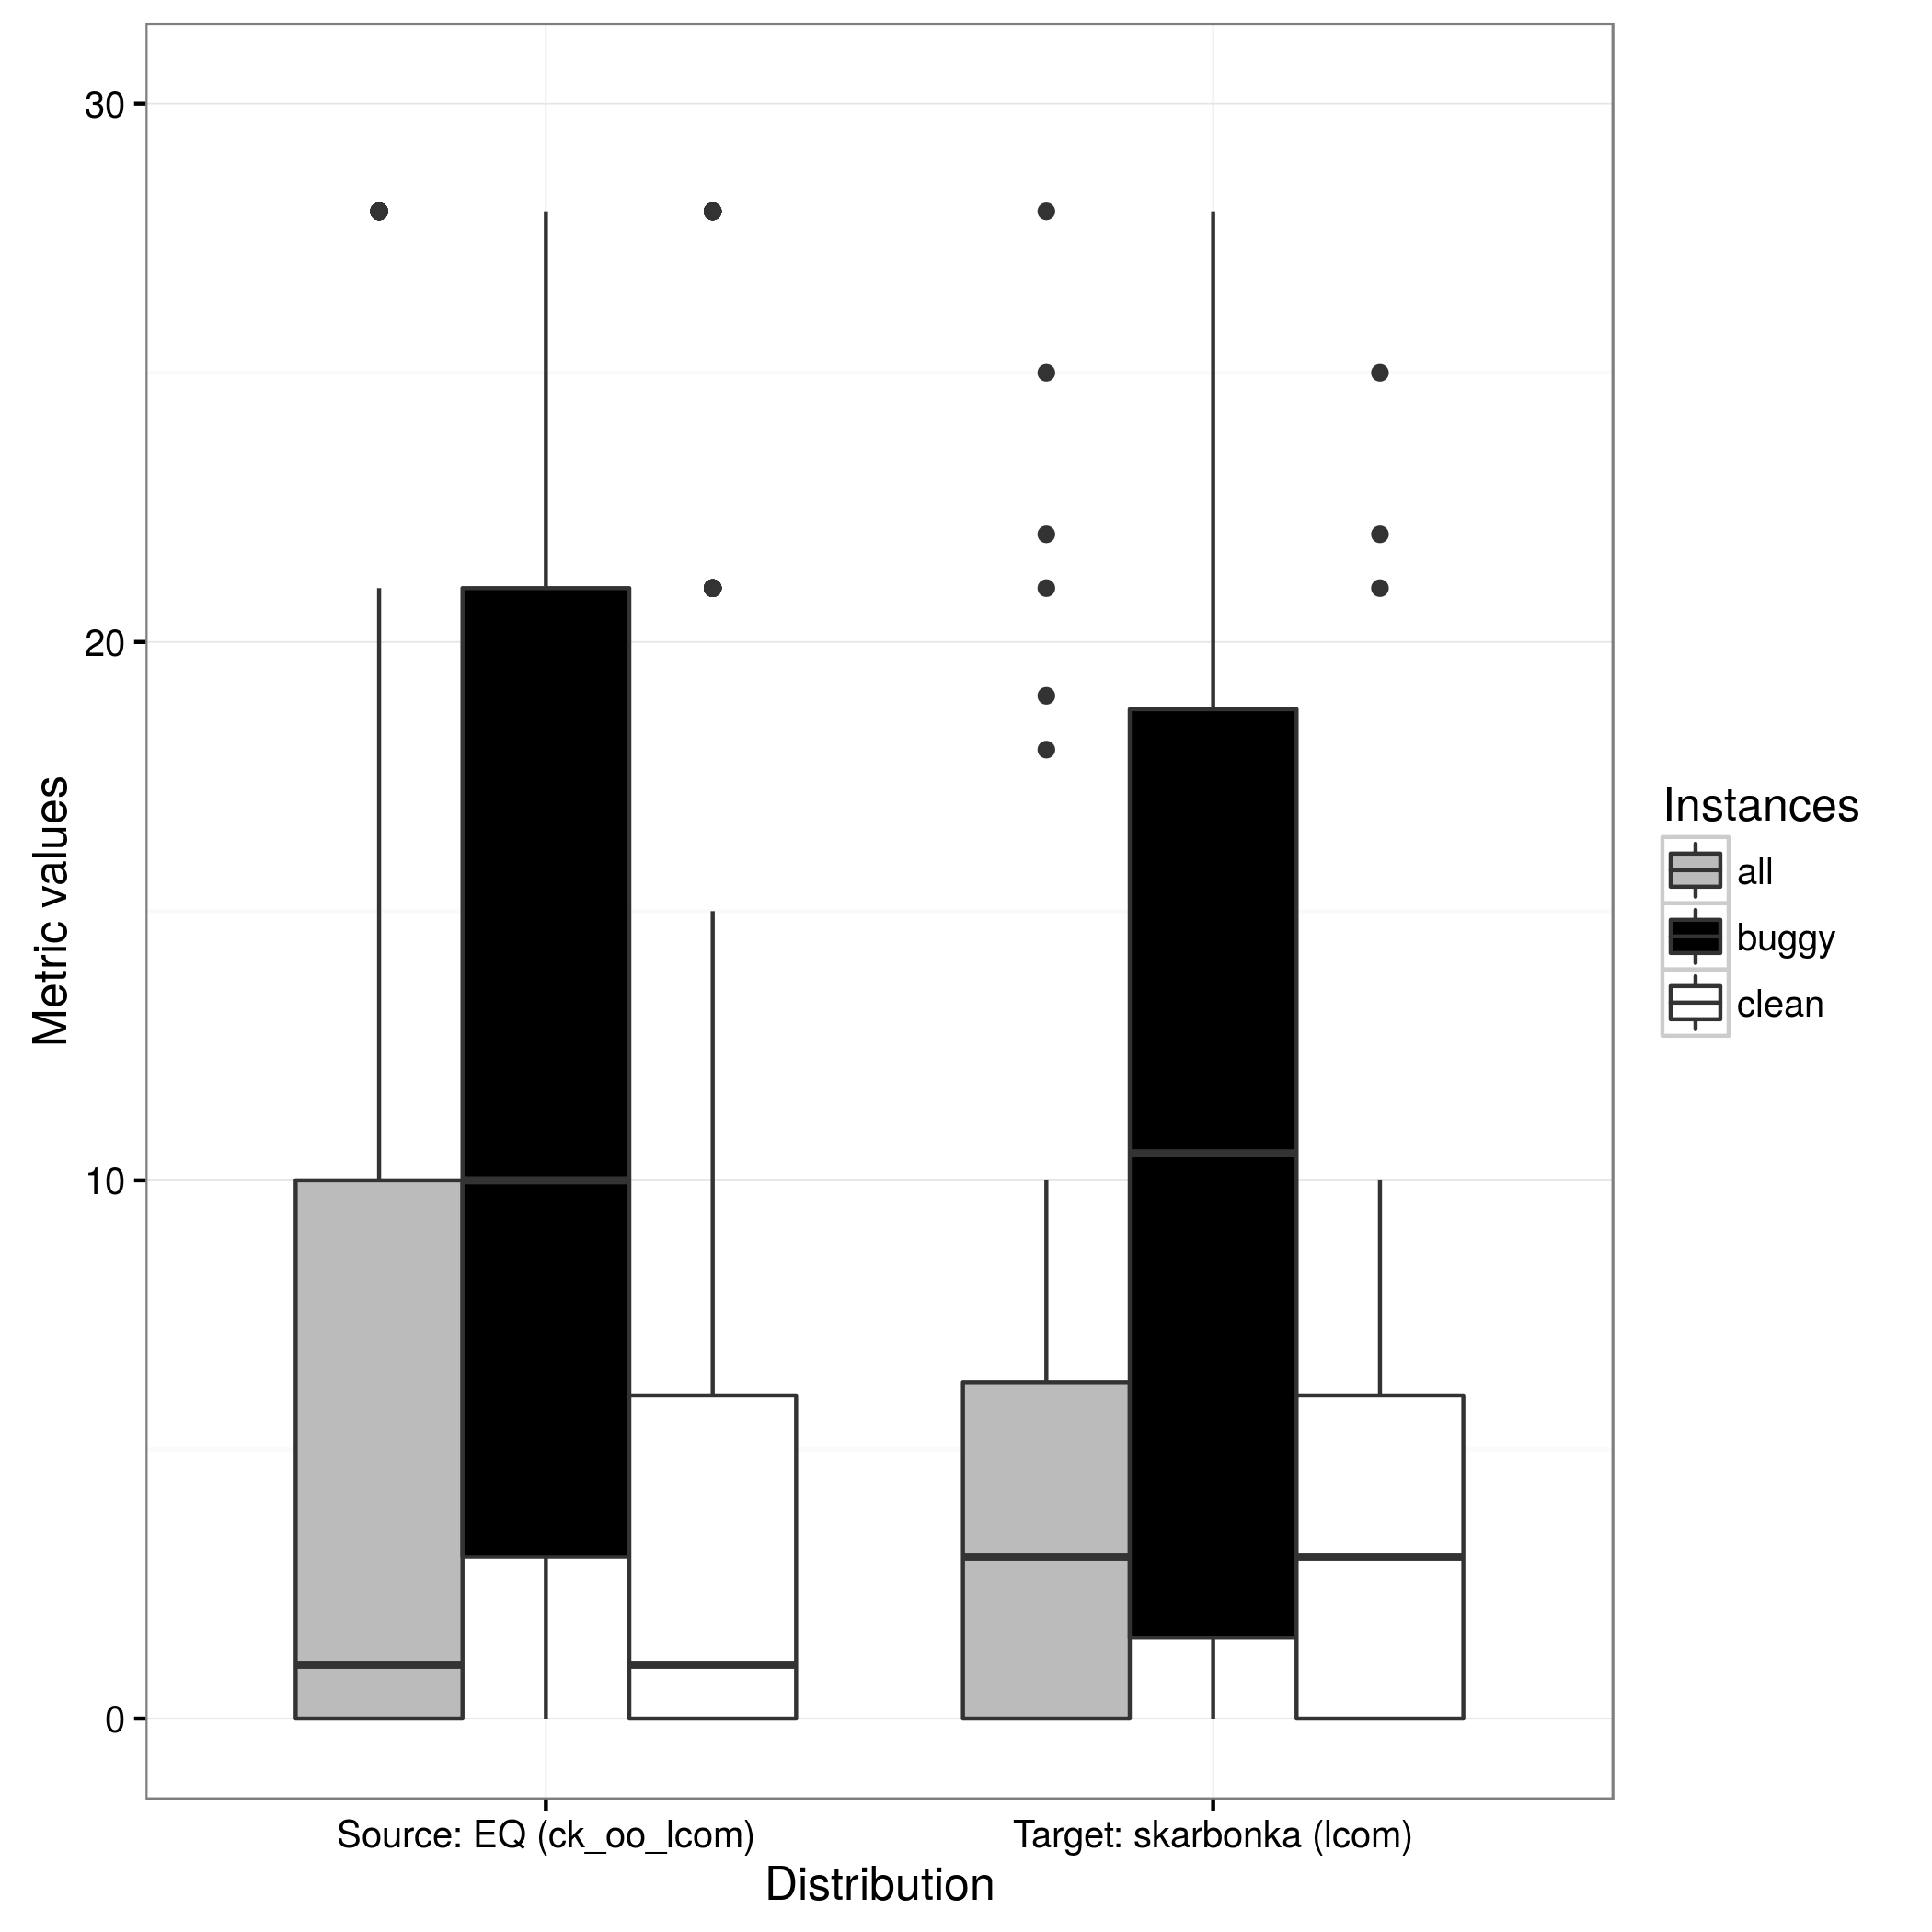 Metric values
30
20
10
0
Source: EQ (ck_oo_lcom)
Target: skarbonka (lcom)
Distribution
Instances
all
buggy
clean